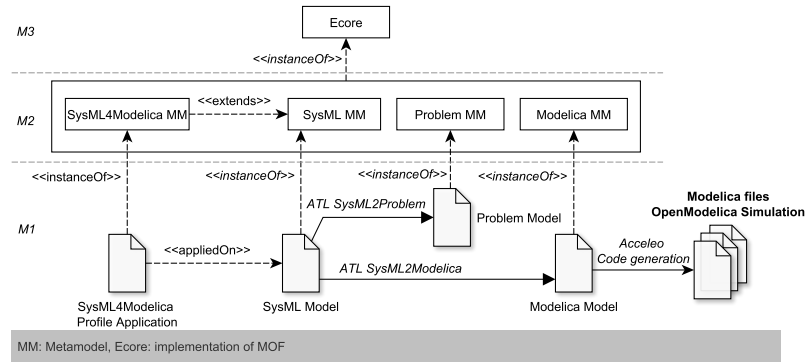 M3
Ecore
<<instanceOf>>
M2
SysML4Modelica MM
<<extends>>
SysML MM
Problem MM
Modelica MM
<<instanceOf>>
<<instanceOf>>
<<instanceOf>>
<<instanceOf>>
M1
ATL SysML2Problem
Problem Model
Modelica files
OpenModelica Simulation
<<appliedOn>>
ATL SysML2Modelica
Acceleo
Code generation
SysML4Modelica
Profile Application
SysML Model
Modelica Model
MM: Metamodel, Ecore: implementation of MOF